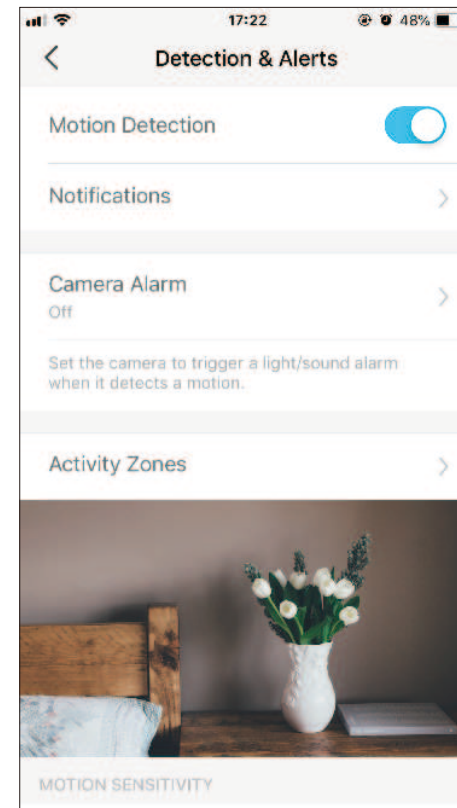 17:22
48%
Detection & Alerts
Motion Detection
Notifications
Camera Alarm
Off
Set the camera to trigger a light/sound alarm
when it detects a motion.
Activity Zones
MOTION SENSITIVITY